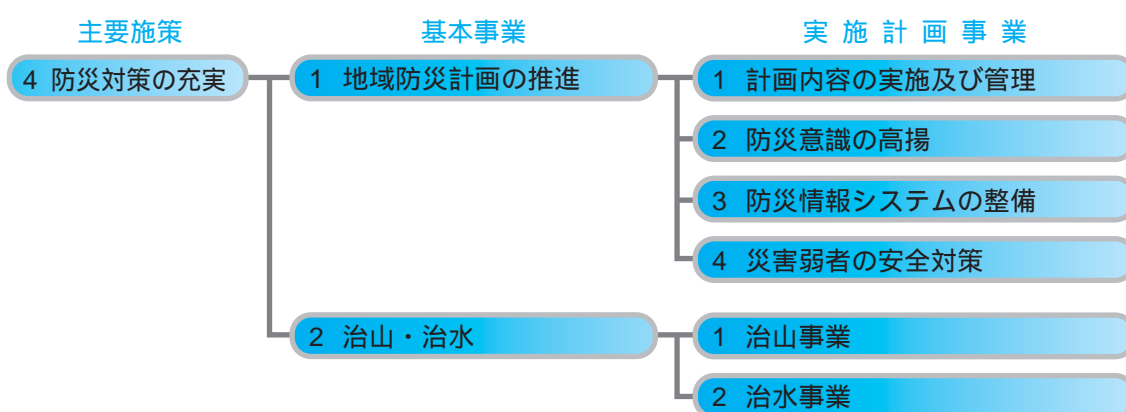 主要施策 基本事業 実施計画事業
4 防災対策の充実 1 地域防災計画の推進 1 計画内容の実施及び管理
2 防災意識の高揚
3 防災情報システムの整備
4 災害弱者の安全対策
2 治山・治水 1 治山事業
2 治水事業